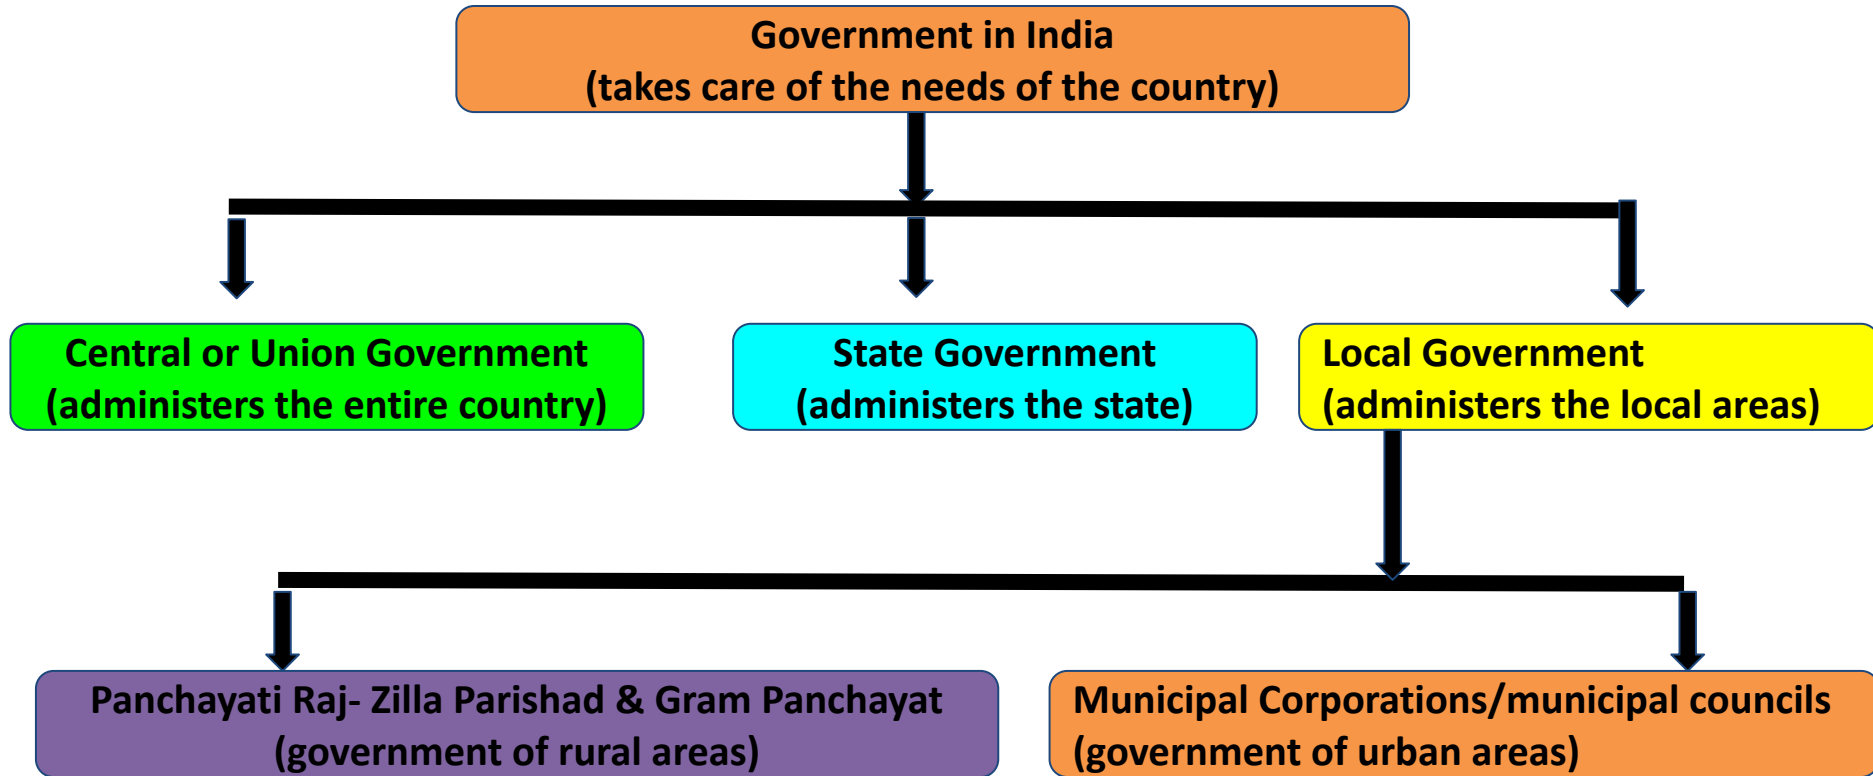 Government in India
(takes care of the needs of the country)
Central or Union Government
(administers the entire country)
State Government
(administers the state)
Local Government
(administers the local areas)
Panchayati Raj- Zilla Parishad & Gram Panchayat
(government of rural areas)
Municipal Corporations/municipal councils
(government of urban areas)